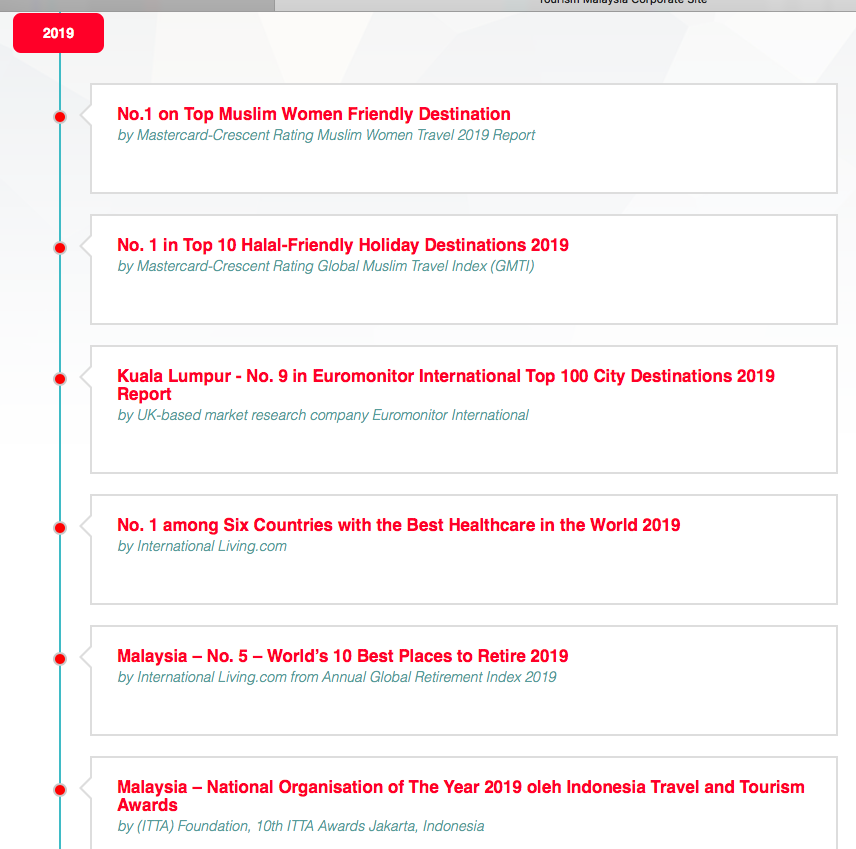 Tourism Malaysia Corporate Site
2019
No.1 on Top Muslim Women Friendly Destination
by Mastercard-Crescent Rating Muslim Women Travel 2019 Report
No. 1 in Top 10 Halal-Friendly Holiday Destinations 2019
by Mastercard-Crescent Rating Global Muslim Travel Index (GMTI)
Kuala Lumpur - No. 9 in Euromonitor International Top 100 City Destinations 2019
Report
by UK-based market research company Euromonitor International
No. 1 among Six Countries with the Best Healthcare in the World 2019
by International Living.com
Malaysia – No. 5 – World’s 10 Best Places to Retire 2019
by International Living.com from Annual Global Retirement Index 2019
Malaysia – National Organisation of The Year 2019 oleh Indonesia Travel and Tourism
Awards
by (ITTA) Foundation, 10th ITTA Awards Jakarta, Indonesia